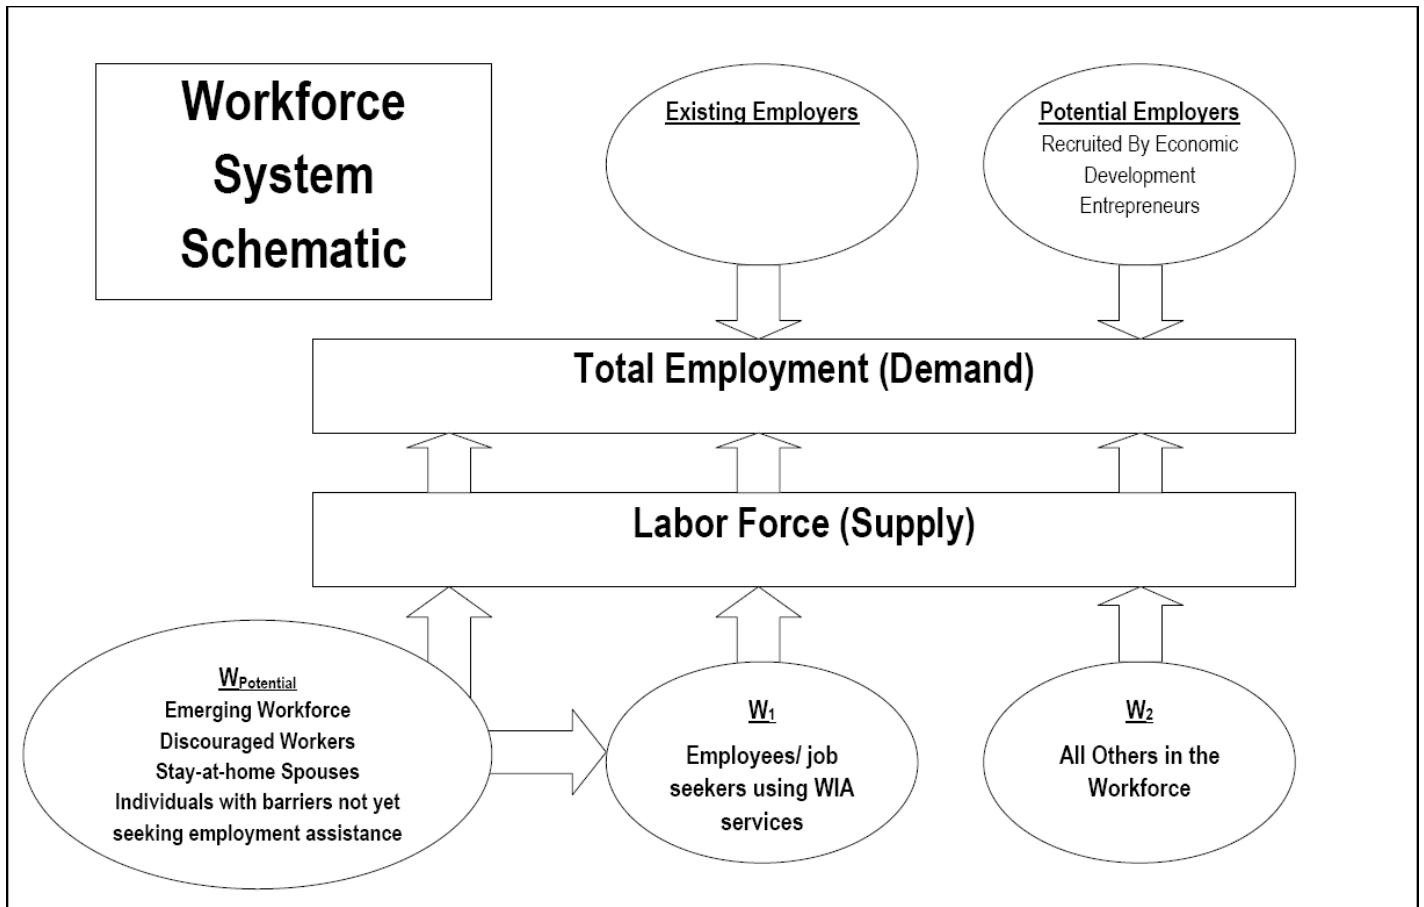 Workforce
System
Schematic
Existing Employers
Potential Employers
Recruited By Economic
Development
Entrepreneurs
Total Employment (Demand)
Labor Force (Supply)
WPotential
Emerging Workforce
Discouraged Workers
Stay-at-home Spouses
Individuals with barriers not yet
seeking employment assistance
W1
Employees/ job
seekers using WIA
services
W2
All Others in the
Workforce